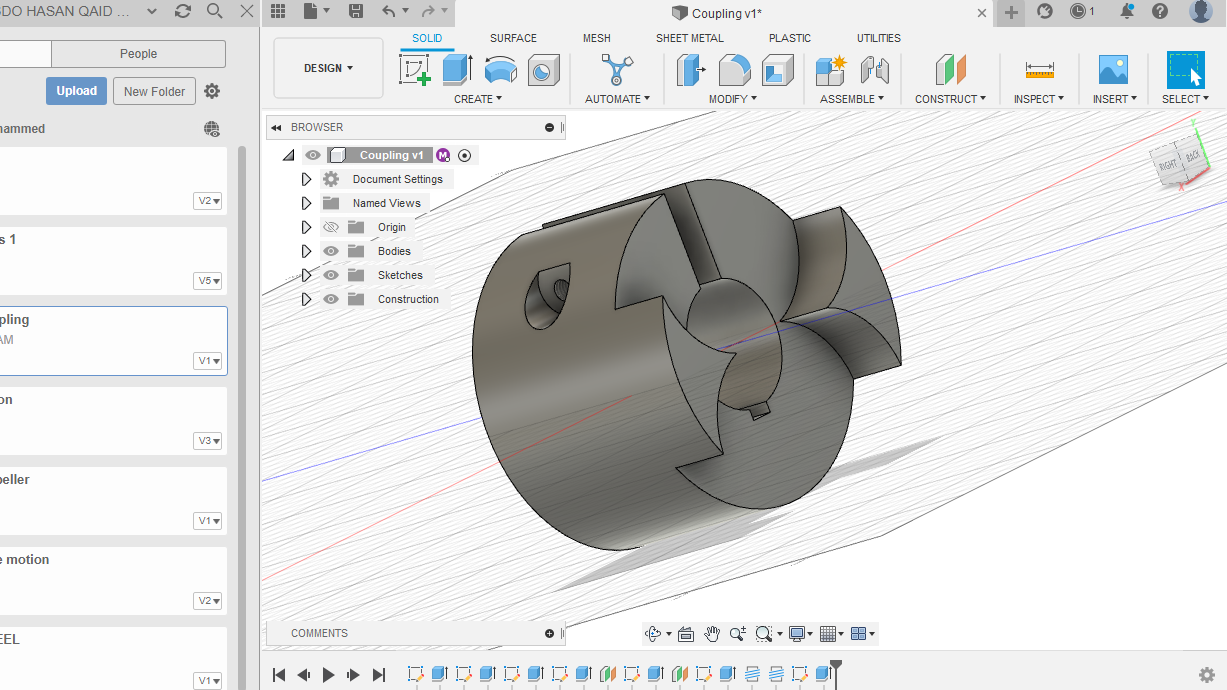 DO HASAN QAID ...
Coupling v1*
1
People
Upload
New Folder
hammed
V2
s 1
V5
pling
AM
V1
on
V3
peller
V1
e motion
V2
EEL
V1
SOLID
SURFACE
MESH
SHEET METAL
PLASTIC
UTILITIES
DESIGN
CREATE
AUTOMATE
MODIFY
ASSEMBLE
CONSTRUCT
INSPECT
INSERT
SELECT
BROWSER
Coupling v1
M
Document Settings
Named Views
Origin
Bodies
Sketches
Construction
RIGHT
BACK
Y
X
COMMENTS